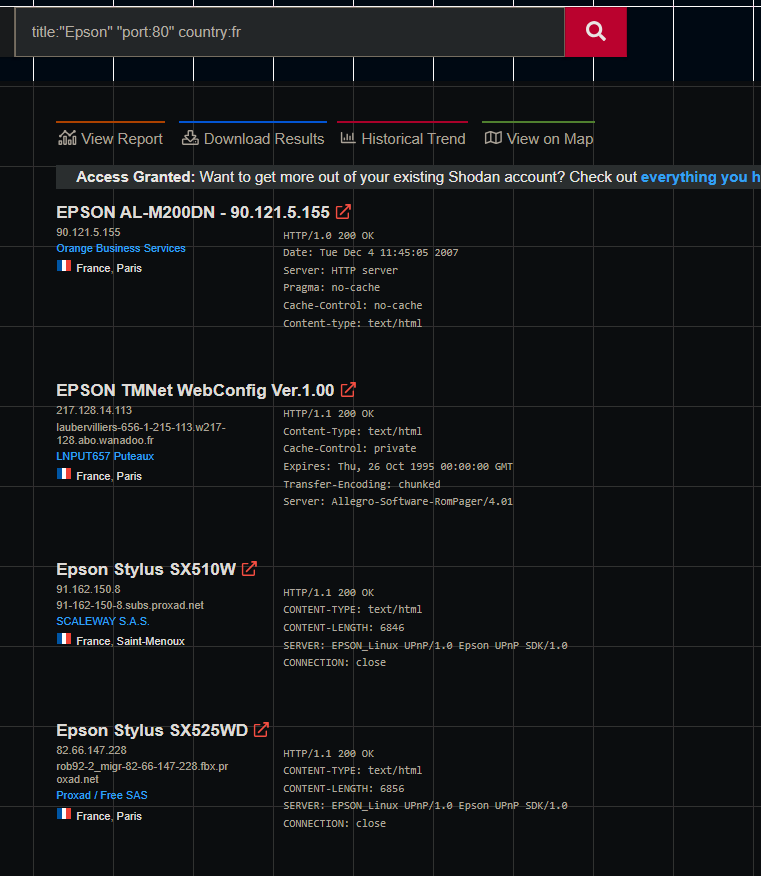 title:"Epson" "port:80" country:fr
View Report
Download Results
Historical Trend
View on Map
Access Granted: Want to get more out of your existing Shodan account? Check out everything you h
EPSON AL-M200DN - 90.121.5.155
90.121.5.155
Orange Business Services
France, Paris
HTTP/1.0 200 OK
Date: Tue Dec 4 11:45:05 2007
Server: HTTP server
Pragma: no-cache
Cache-Control: no-cache
Content-type: text/html
EPSON TMNet WebConfig Ver.1.00
217.128.14.113
laubervilliers-656-1-215-113.w217-
128.abo.wanadoo.fr
LNPUT657 Puteaux
France, Paris
HTTP/1.1 200 OK
Content-Type: text/html
Cache-Control: private
Expires: Thu, 26 Oct 1995 00:00:00 GMT
Transfer-Encoding: chunked
Server: Allegro-Software-RomPager/4.01
Epson Stylus SX510W
91.162.150.8
91-162-150-8.subs.proxad.net
SCALEWAY S.A.S.
France, Saint-Menoux
HTTP/1.1 200 OK
CONTENT-TYPE: text/html
CONTENT-LENGTH: 6846
SERVER: EPSON_Linux UPnP/1.0 Epson UPnP SDK/1.0
CONNECTION: close
Epson Stylus SX525WD
82.66.147.228
rob92-2_migr-82-66-147-228.fbx.pr
oxad.net
Proxad / Free SAS
France, Paris
HTTP/1.1 200 OK
CONTENT-TYPE: text/html
CONTENT-LENGTH: 6856
SERVER: EPSON_Linux UPnP/1.0 Epson UPnP SDK/1.0
CONNECTION: close